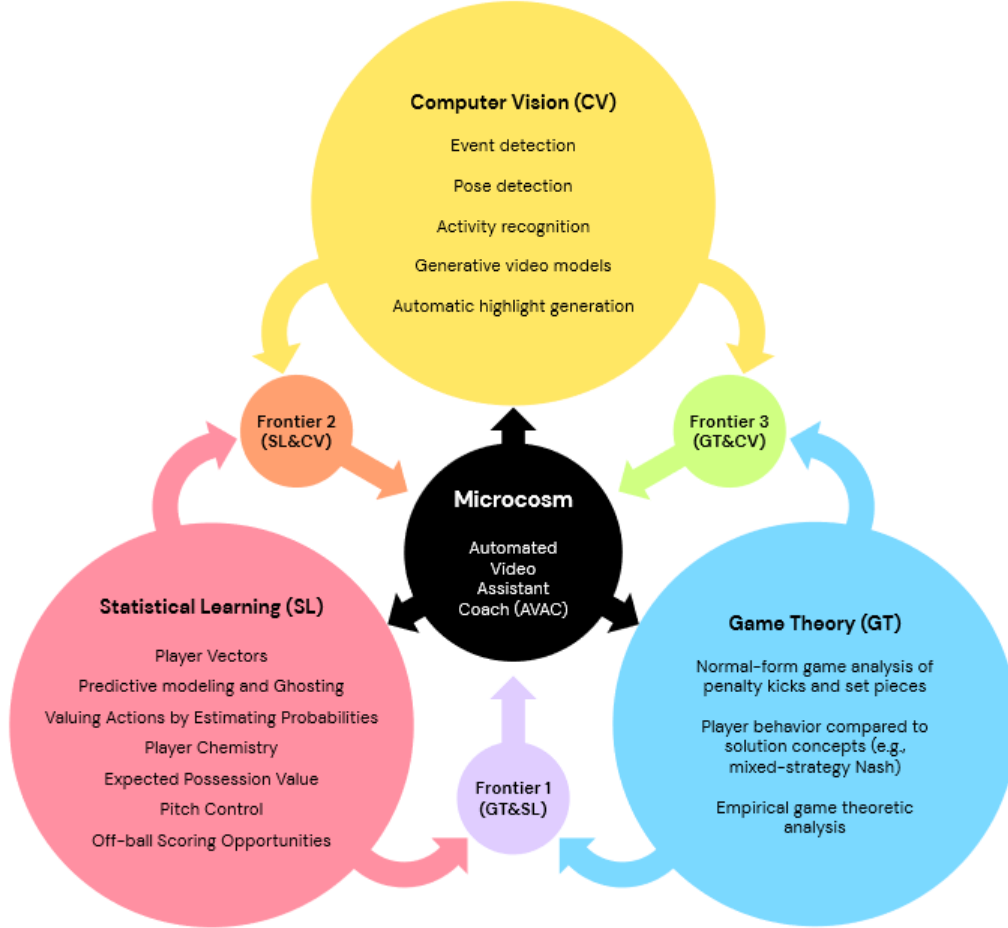 Computer Vision (CV)
Event detection
Pose detection
Activity recognition
Generative video models
Automatic highlight generation
Frontier 2
(SL&CV)
Frontier 3
(GT&CV)
Microcosm
Automated
Video
Assistant
Coach (AVAC)
Statistical Learning (SL)
Player Vectors
Predictive modeling and Ghosting
Valuing Actions by Estimating Probabilities
Player Chemistry
Expected Possession Value
Pitch Control
Off-ball Scoring Opportunities
Game Theory (GT)
Normal-form game analysis of
penalty kicks and set pieces
Player behavior compared to
solution concepts (e.g.,
mixed-strategy Nash)
Empirical game theoretic
analysis
Frontier 1
(GT&SL)